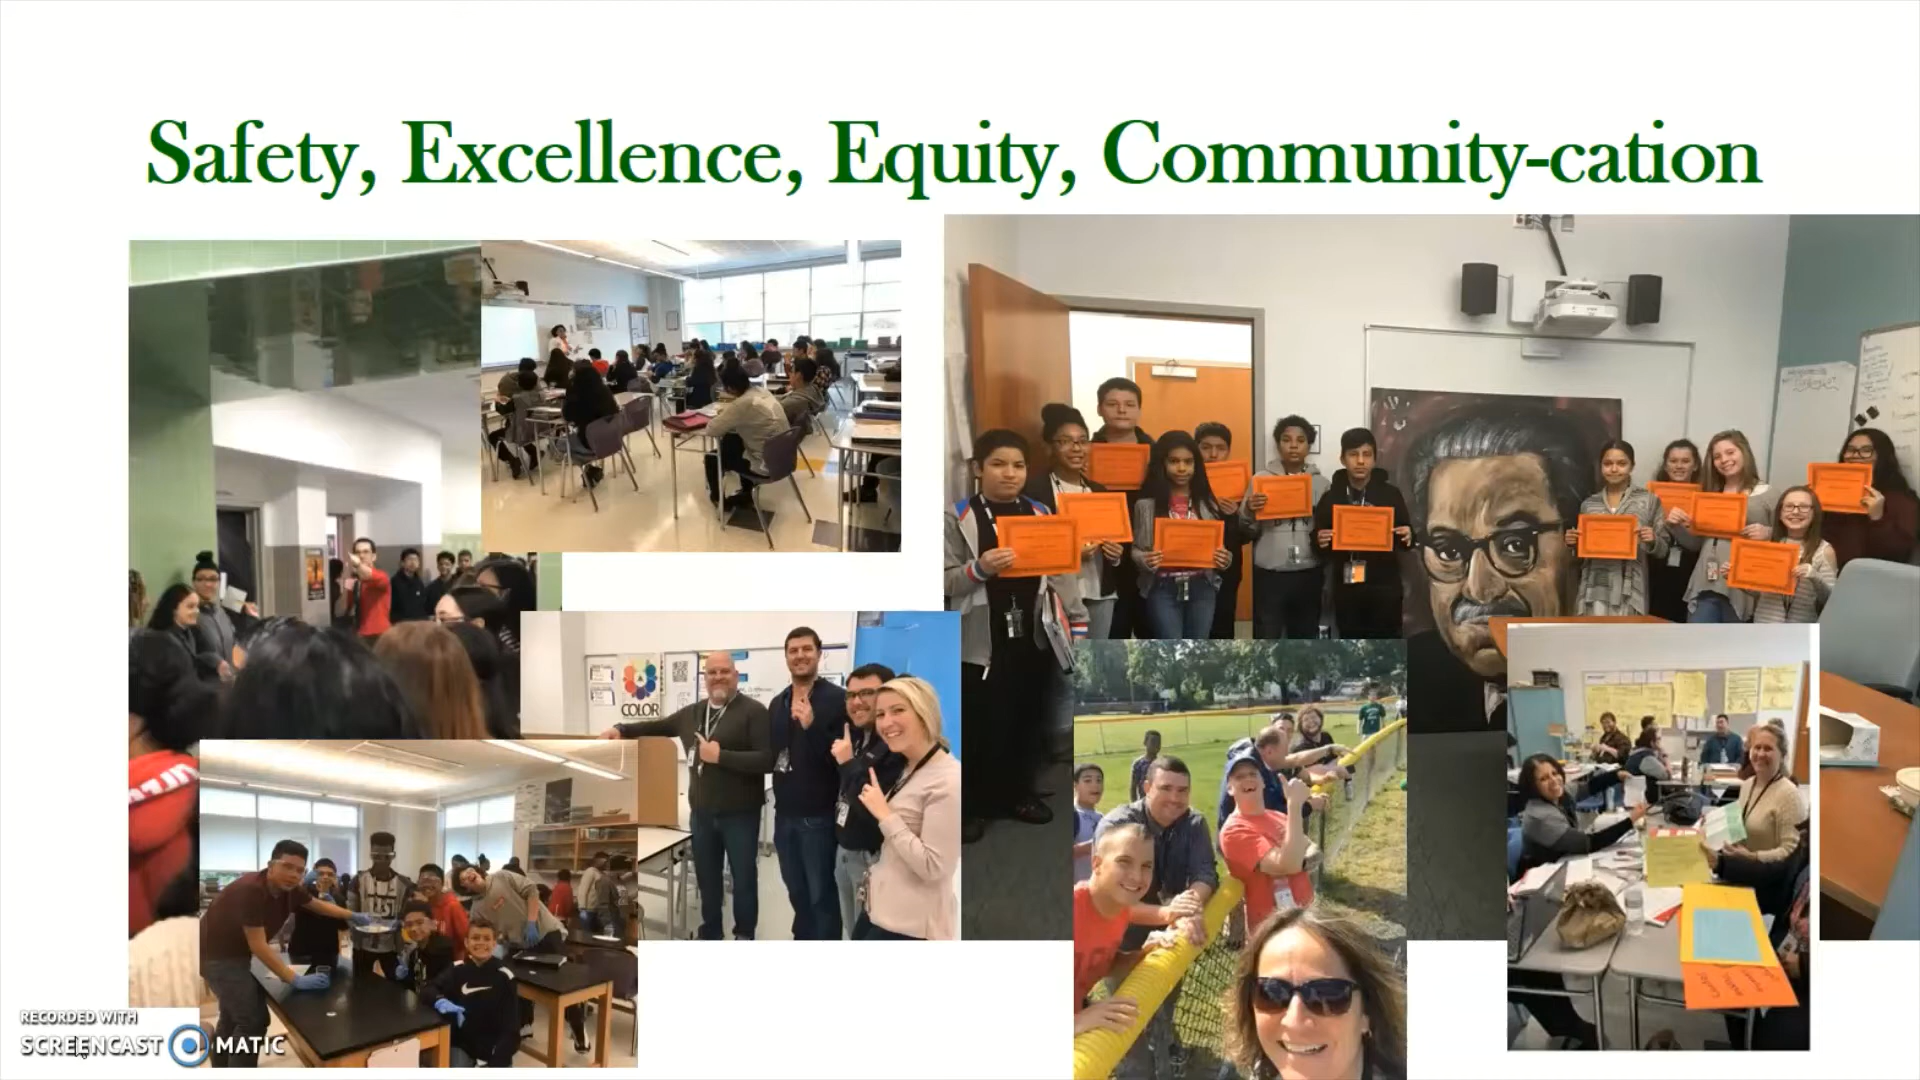 Safety, Excellence, Equity, Community-cation
COLOR
RECORDED WITH
SCREENCAST MATIC